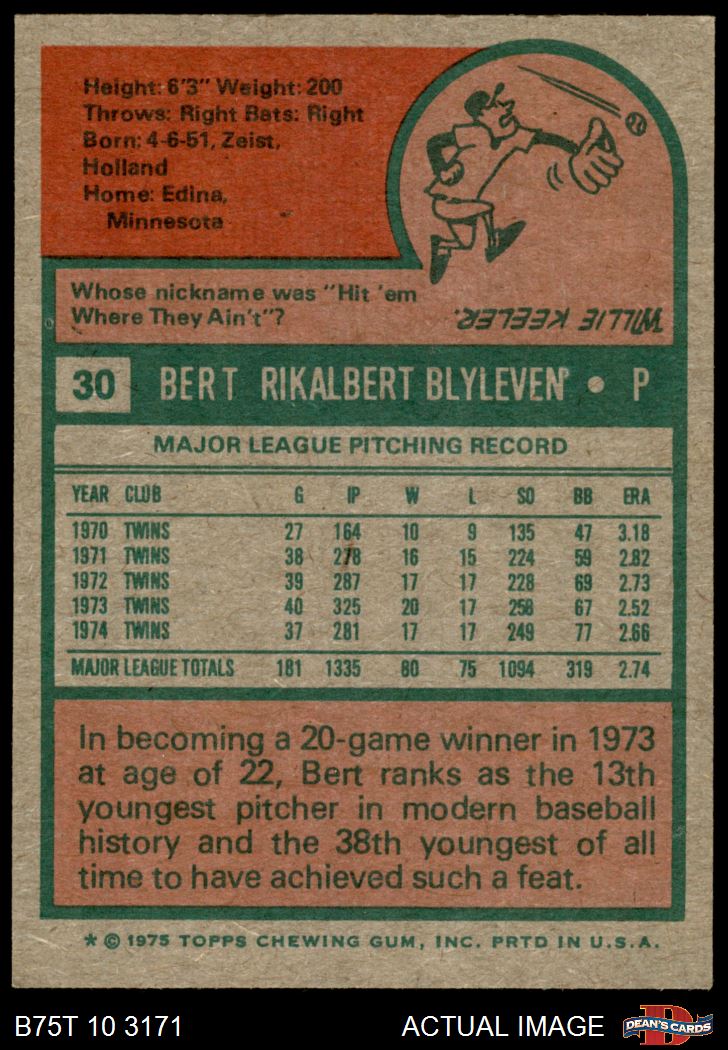 Height: 6'3" Weight: 200
Throws: Right Bats: Right
Born: 4-6-51, Zeist,
Holland
Home: Edina,
Minnesota
Whose nickname was "Hit 'em
Where They Ain't"?
WILLIE KEELER.
30 BERT RIKALBERT BLYLEVEN • P
MAJOR LEAGUE PITCHING RECORD
YEAR CLUB G IP W L SO BB ERA
1970 TWINS 27 164 10 9 135 47 3.18
1971 TWINS 38 278 16 15 224 59 2.82
1972 TWINS 39 287 17 17 228 69 2.73
1973 TWINS 40 325 20 17 258 67 2.52
1974 TWINS 37 281 17 17 249 77 2.66
MAJOR LEAGUE TOTALS 181 1335 80 75 1094 319 2.74
In becoming a 20-game winner in 1973
at age of 22, Bert ranks as the 13th
youngest pitcher in modern baseball
history and the 38th youngest of all
time to have achieved such a feat.
* © 1975 TOPPS CHEWING GUM, INC. PRTD IN U.S.A.
B75T 10 3171 ACTUAL IMAGE D DEAN'S CARDS